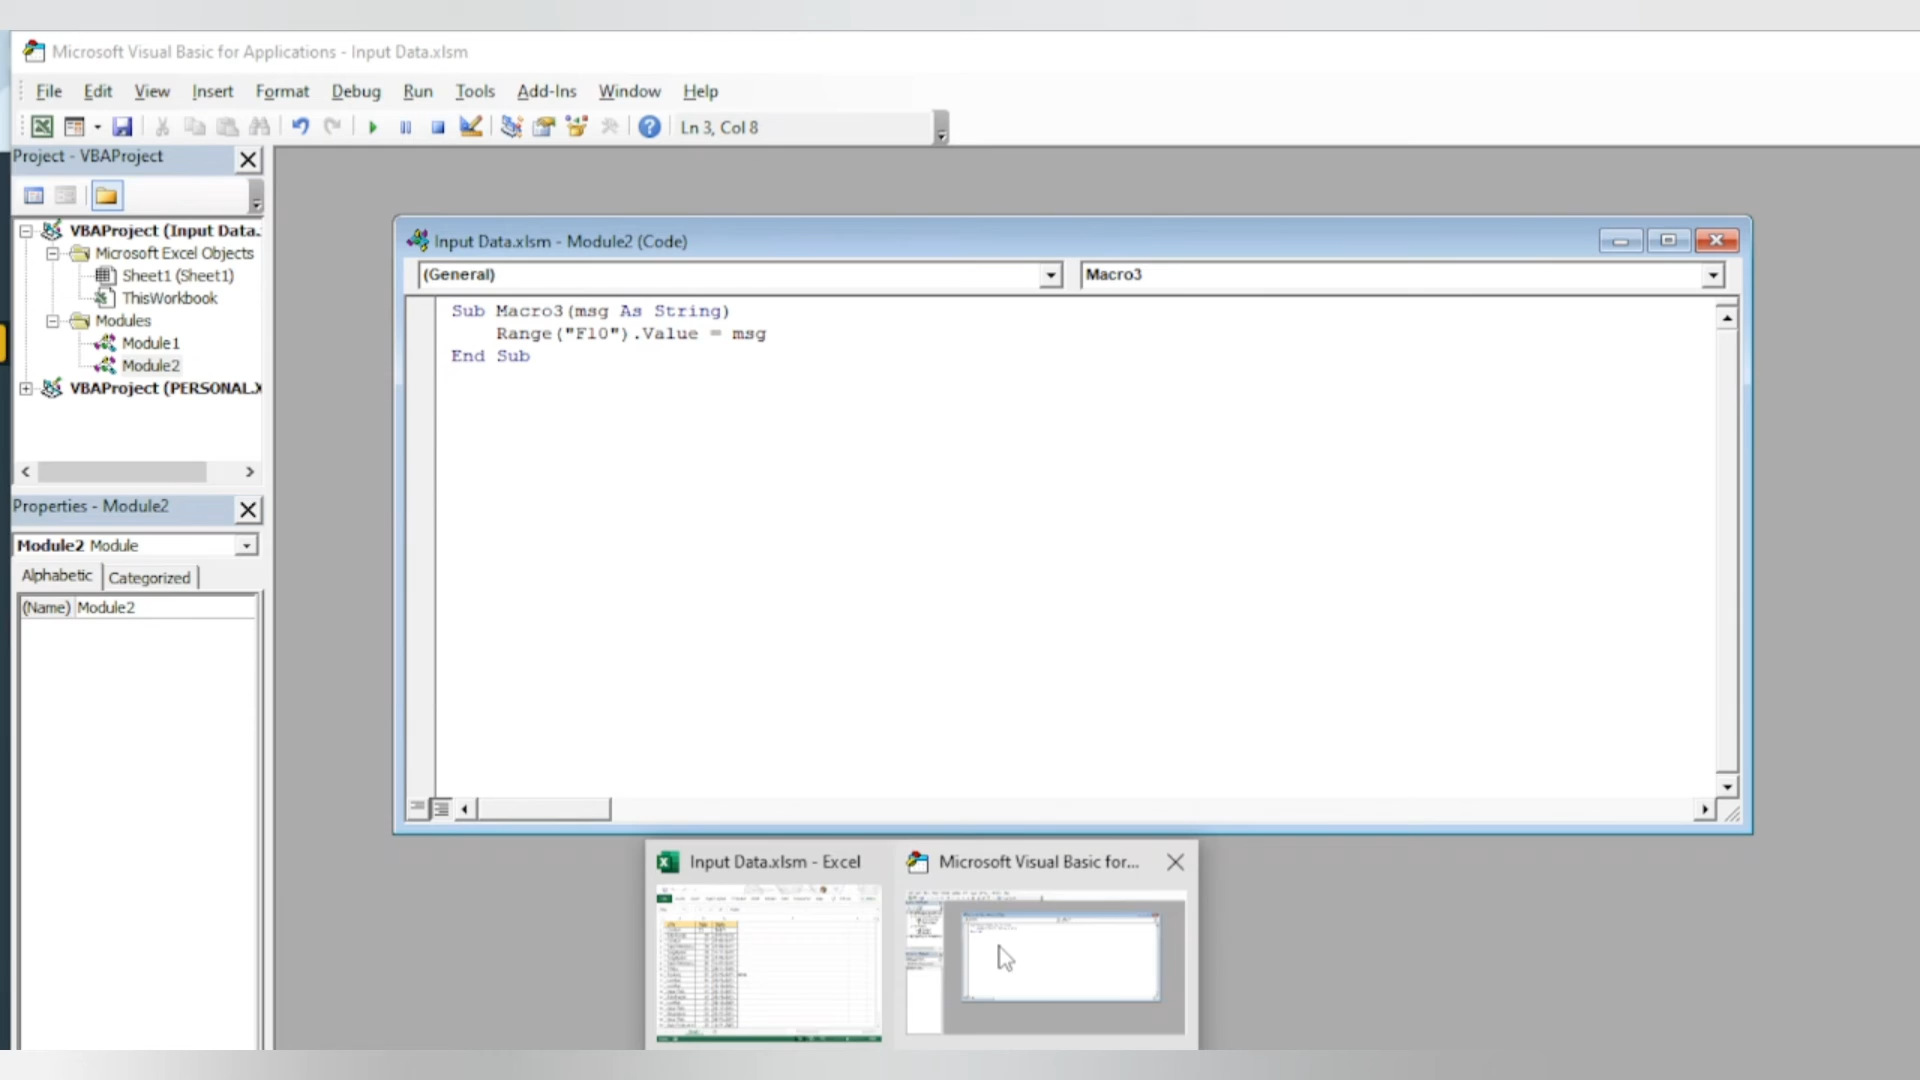 Microsoft Visual Basic for Applications - Input Data.xlsm
File Edit View Insert Format Debug Run Tools Add-Ins Window Help
Ln 3, Col 8
Project - VBAProject
VBAProject (Input Data.
Microsoft Excel Objects
Sheet1 (Sheet1)
ThisWorkbook
Modules
Module1
Module2
VBAProject (PERSONAL.X
Properties - Module2
Module2 Module
Alphabetic Categorized
(Name) Module2
Input Data.xlsm - Module2 (Code)
(General) Macro3
Sub Macro3(msg As String)
Range("F10").Value = msg
End Sub
Input Data.xlsm - Excel
Microsoft Visual Basic for...